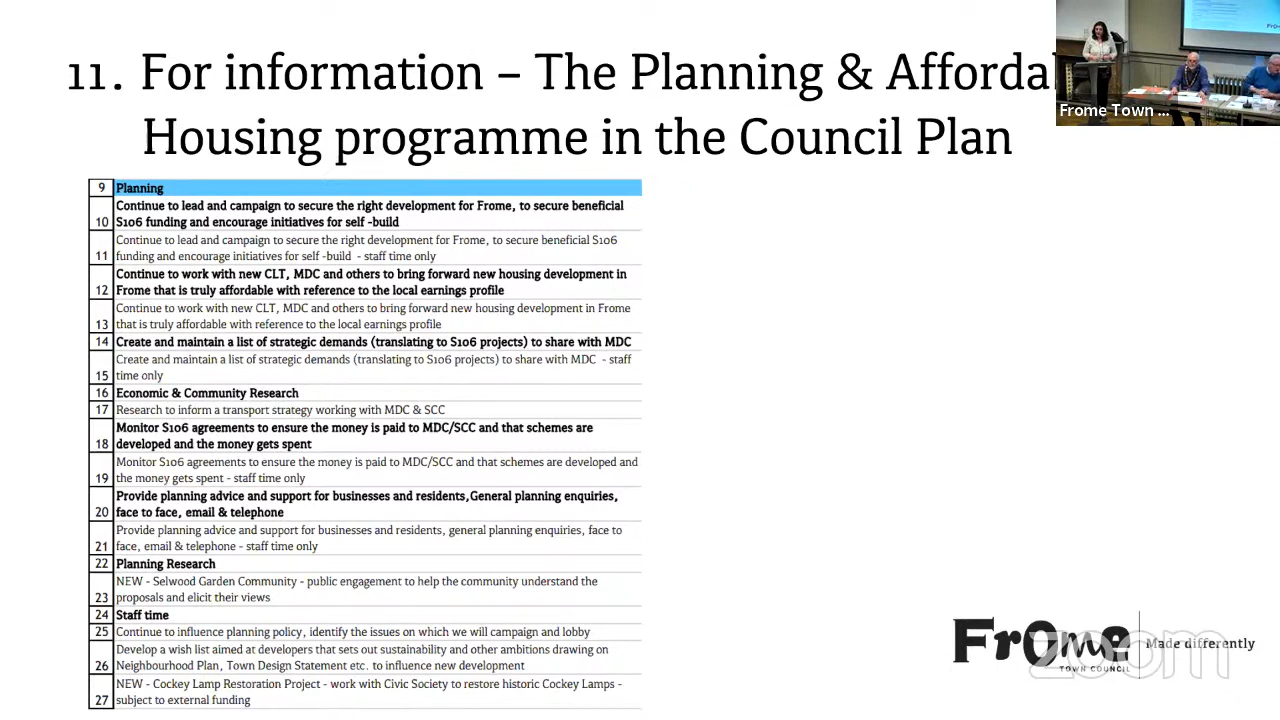 11. For information – The Planning & Afforda
Housing programme in the Council Plan
Frome Town ...
9 Planning
Continue to lead and campaign to secure the right development for Frome, to secure beneficial
10 S106 funding and encourage initiatives for self -build
Continue to lead and campaign to secure the right development for Frome, to secure beneficial S106
11 funding and encourage initiatives for self -build - staff time only
Continue to work with new CLT, MDC and others to bring forward new housing development in
12 Frome that is truly affordable with reference to the local earnings profile
Continue to work with new CLT, MDC and others to bring forward new housing development in Frome
13 that is truly affordable with reference to the local earnings profile
14 Create and maintain a list of strategic demands (translating to S106 projects) to share with MDC
Create and maintain a list of strategic demands (translating to S106 projects) to share with MDC - staff
15 time only
16 Economic & Community Research
17 Research to inform a transport strategy working with MDC & SCC
Monitor S106 agreements to ensure the money is paid to MDC/SCC and that schemes are
18 developed and the money gets spent
Monitor S106 agreements to ensure the money is paid to MDC/SCC and that schemes are developed and
19 the money gets spent - staff time only
Provide planning advice and support for businesses and residents,General planning enquiries,
20 face to face, email & telephone
Provide planning advice and support for businesses and residents, general planning enquiries, face to
21 face, email & telephone - staff time only
22 Planning Research
NEW - Selwood Garden Community - public engagement to help the community understand the
23 proposals and elicit their views
24 Staff time
25 Continue to influence planning policy, identify the issues on which we will campaign and lobby
Develop a wish list aimed at developers that sets out sustainability and other ambitions drawing on
26 Neighbourhood Plan, Town Design Statement etc. to influence new development
NEW - Cockey Lamp Restoration Project - work with Civic Society to restore historic Cockey Lamps -
27 subject to external funding
Frome
TOWN COUNCIL
Made differently
zoom